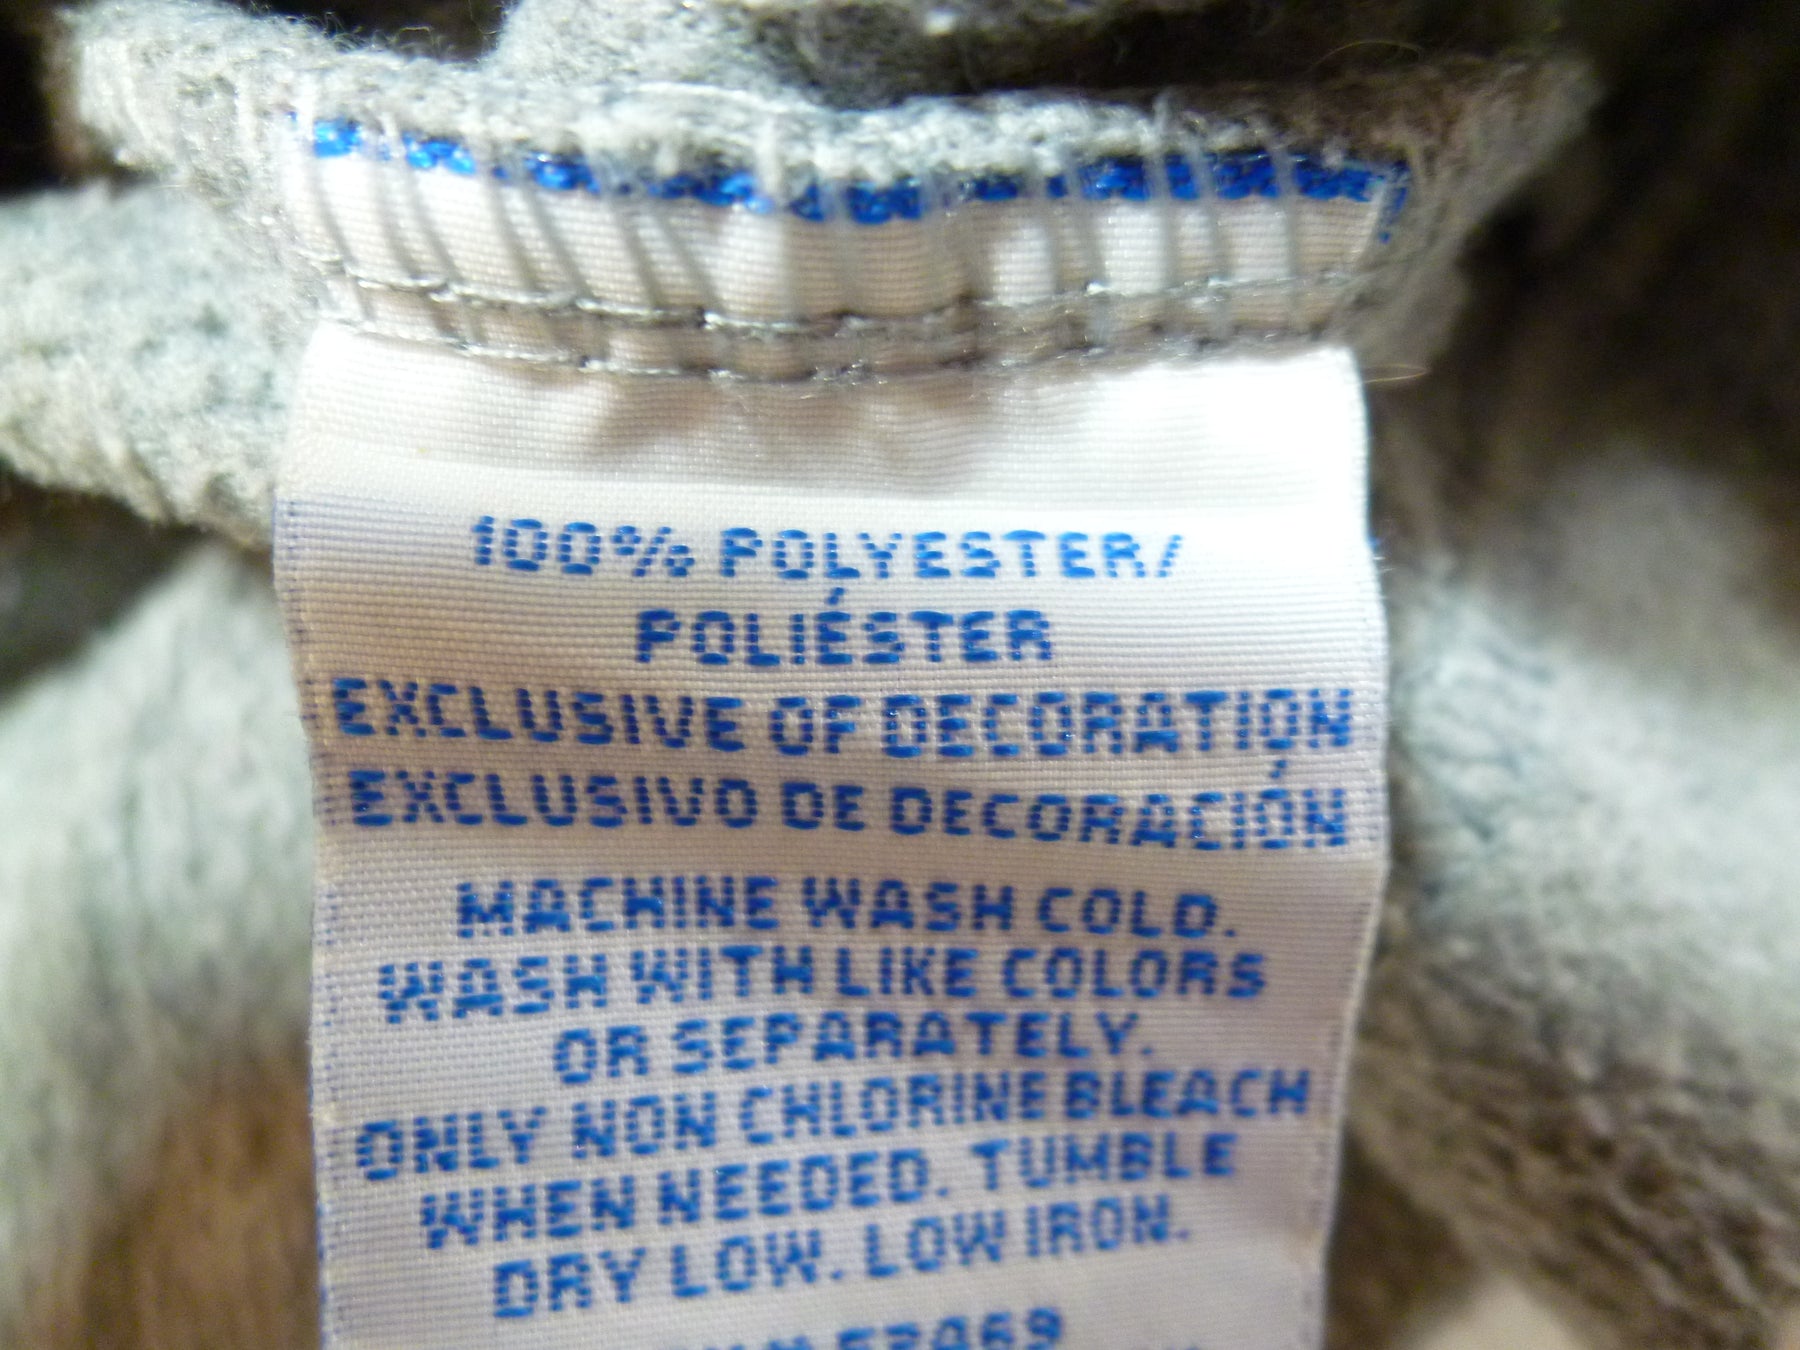 100% POLYESTER/
POLIÉSTER
EXCLUSIVE OF DECORATION
EXCLUSIVO DE DECORACIÓN
MACHINE WASH COLD.
WASH WITH LIKE COLORS
OR SEPARATELY.
ONLY NON CHLORINE BLEACH
WHEN NEEDED. TUMBLE
DRY LOW. LOW IRON.